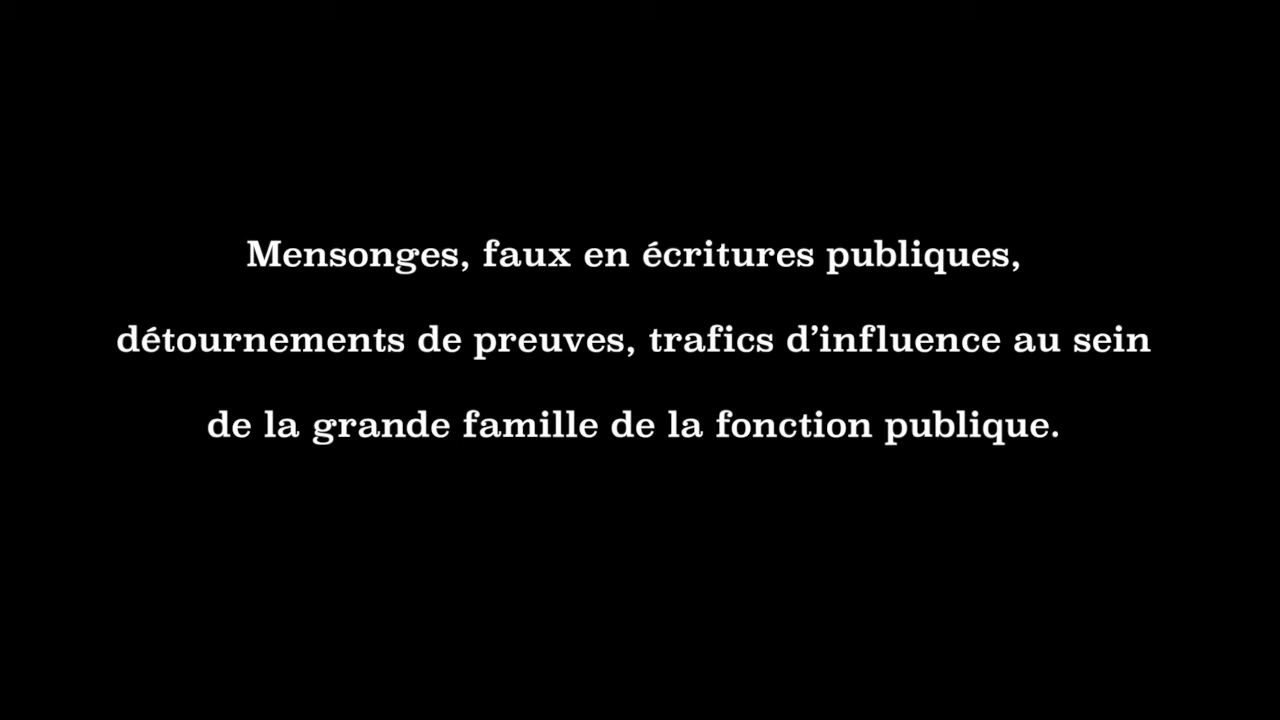 Mensonges, faux en écritures publiques,
détournements de preuves, trafics d’influence au sein
de la grande famille de la fonction publique.